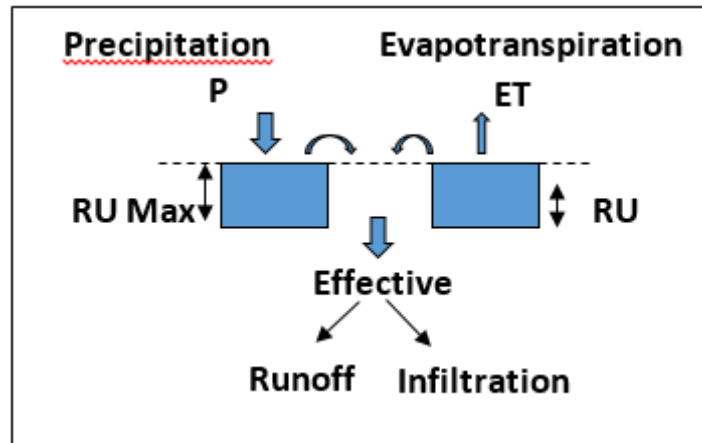 Precipitation Evapotranspiration
P ET
RU Max RU
Effective
Runoff Infiltration